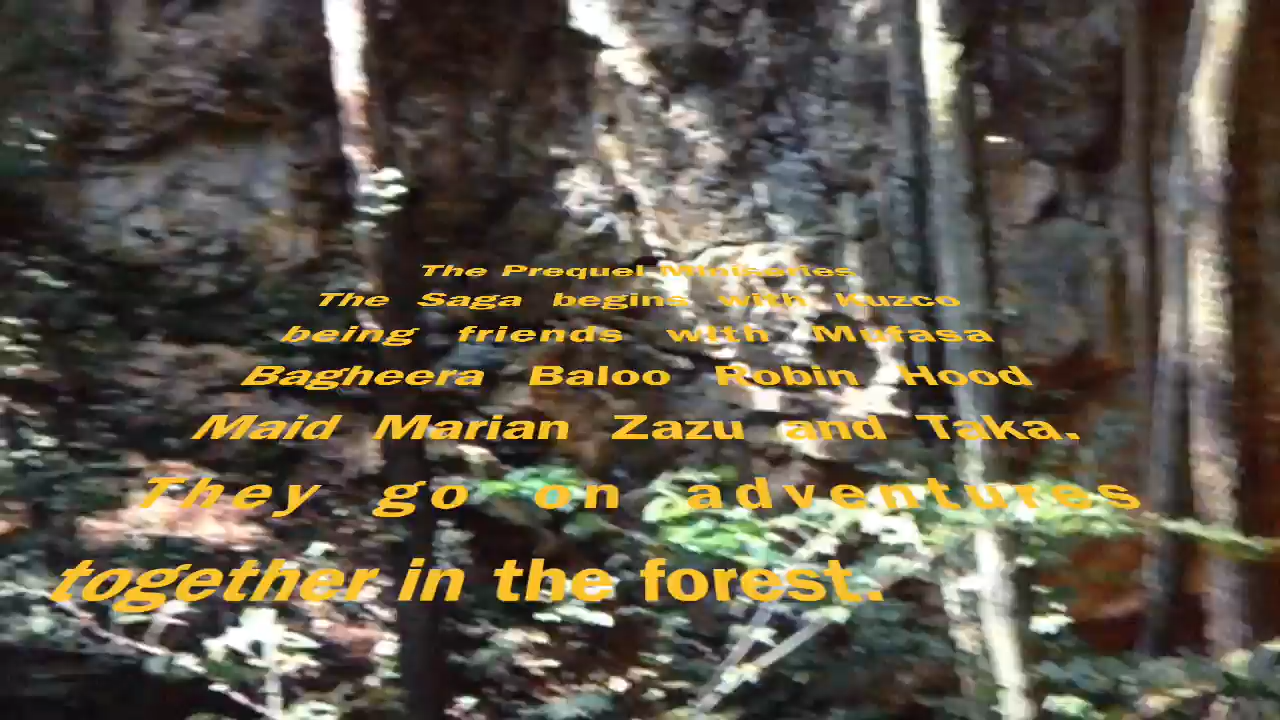 The Prequel Miniseries
The Saga begins with Kuzco
being friends with Mufasa
Bagheera Baloo Robin Hood
Maid Marian Zazu and Taka.
They go on adventures
together in the forest.